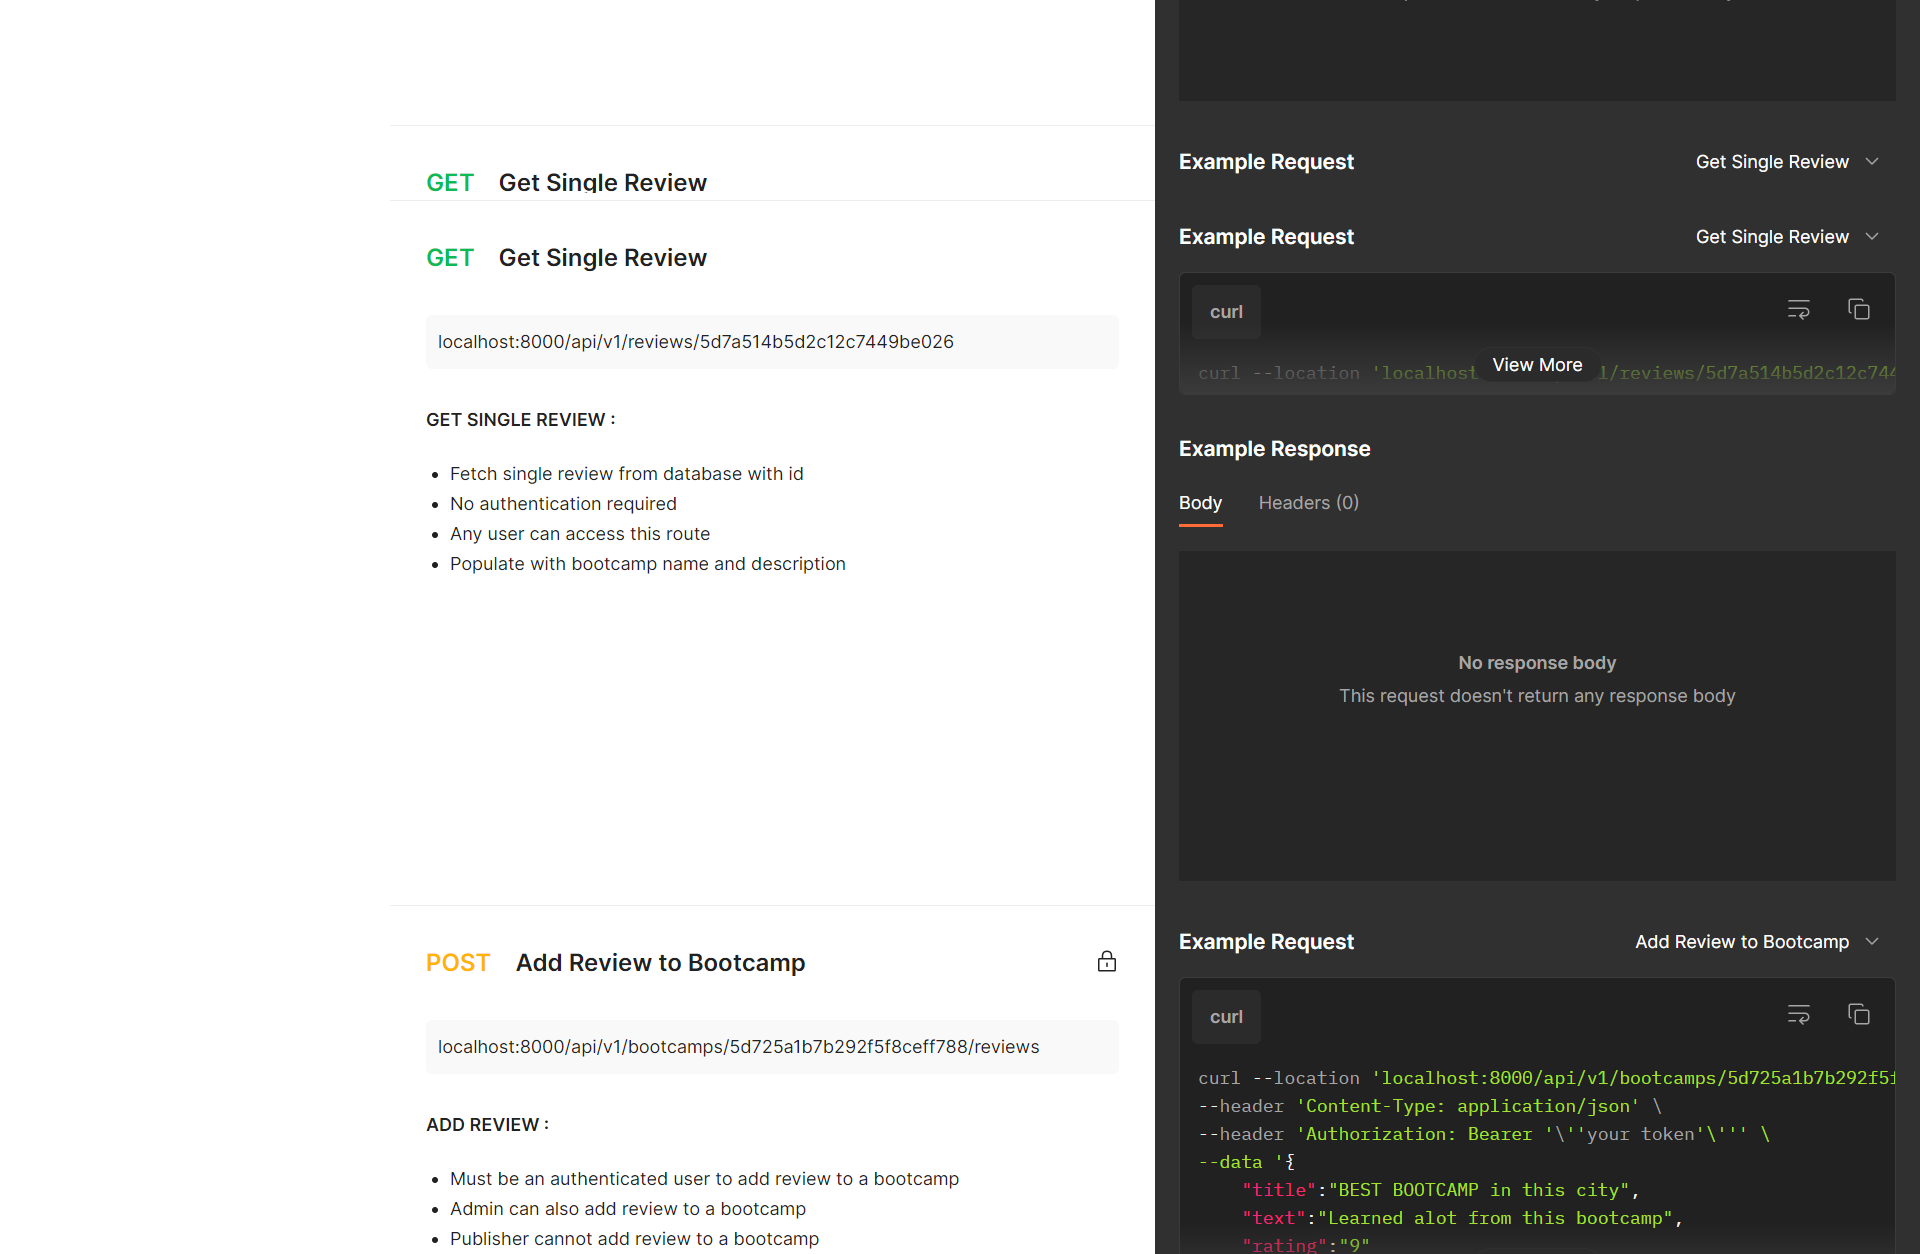 GET Get Single Review
GET Get Single Review
localhost:8000/api/v1/reviews/5d7a514b5d2c12c7449be026
GET SINGLE REVIEW :
Fetch single review from database with id
No authentication required
Any user can access this route
Populate with bootcamp name and description
POST Add Review to Bootcamp
localhost:8000/api/v1/bootcamps/5d725a1b7b292f5f8ceff788/reviews
ADD REVIEW :
Must be an authenticated user to add review to a bootcamp
Admin can also add review to a bootcamp
Publisher cannot add review to a bootcamp
Example Request Get Single Review
Example Request Get Single Review
curl
curl --location 'localhost 1/reviews/5d7a514b5d2c12c744
View More
Example Response
Body Headers (0)
No response body
This request doesn't return any response body
Example Request Add Review to Bootcamp
curl
curl --location 'localhost:8000/api/v1/bootcamps/5d725a1b7b292f5f
--header 'Content-Type: application/json' \
--header 'Authorization: Bearer '\''your token'\''' \
--data '{
"title":"BEST BOOTCAMP in this city",
"text":"Learned alot from this bootcamp",
"rating":"9"